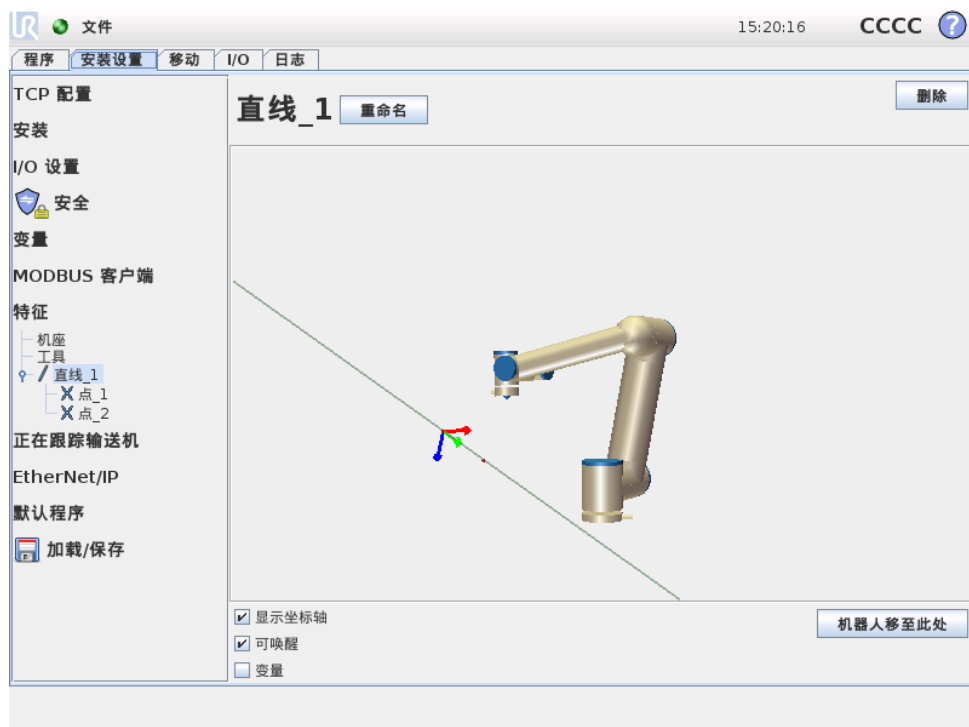 UR 文件 15:20:16 CCCC ?
程序 安装设置 移动 I/O 日志
TCP 配置
安装
I/O 设置
安全
变量
MODBUS 客户端
特征
机座
工具
直线_1
点_1
点_2
正在跟踪输送机
EtherNet/IP
默认程序
加载/保存
直线_1 重命名 删除
显示坐标轴
可唤醒
变量
机器人移至此处